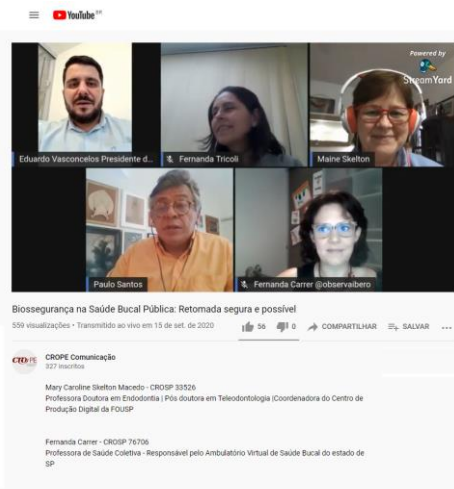 YouTube BR
Powered by
StreamYard
Eduardo Vasconcelos Presidente d...
Fernanda Tricoli
Maine Skelton
Paulo Santos
Fernanda Carrer @observaibero
Biossegurança na Saúde Bucal Pública: Retomada segura e possível
559 visualizações • Transmitido ao vivo em 15 de set. de 2020
56
0
COMPARTILHAR
SALVAR
CROPE Comunicação
327 inscritos
Mary Caroline Skelton Macedo - CROSP 33526
Professora Doutora em Endodontia | Pós doutora em Teleodontologia |Coordenadora do Centro de
Produção Digital da FOUSP
Fernanda Carrer - CROSP 76706
Professora de Saúde Coletiva - Responsável pelo Ambulatório Virtual de Saúde Bucal do estado de
SP